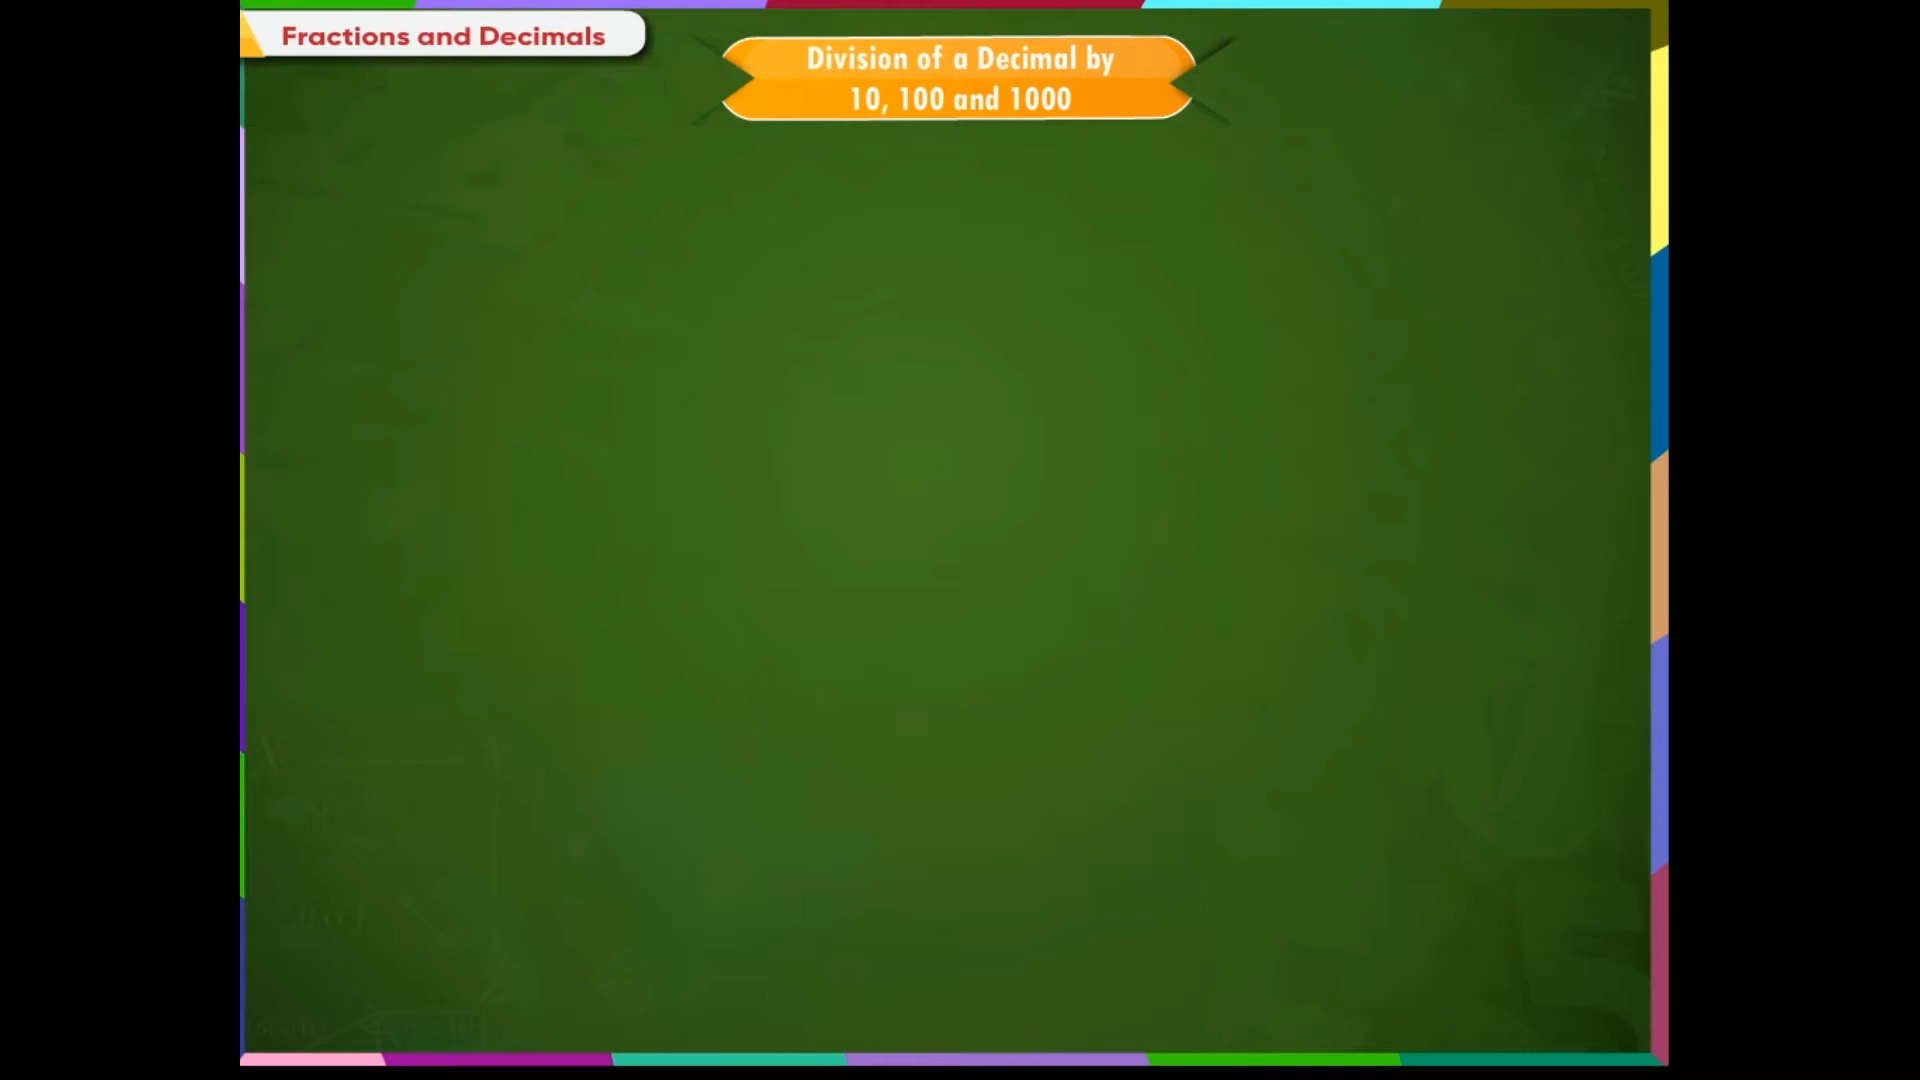 Fractions and Decimals
Division of a Decimal by
10, 100 and 1000